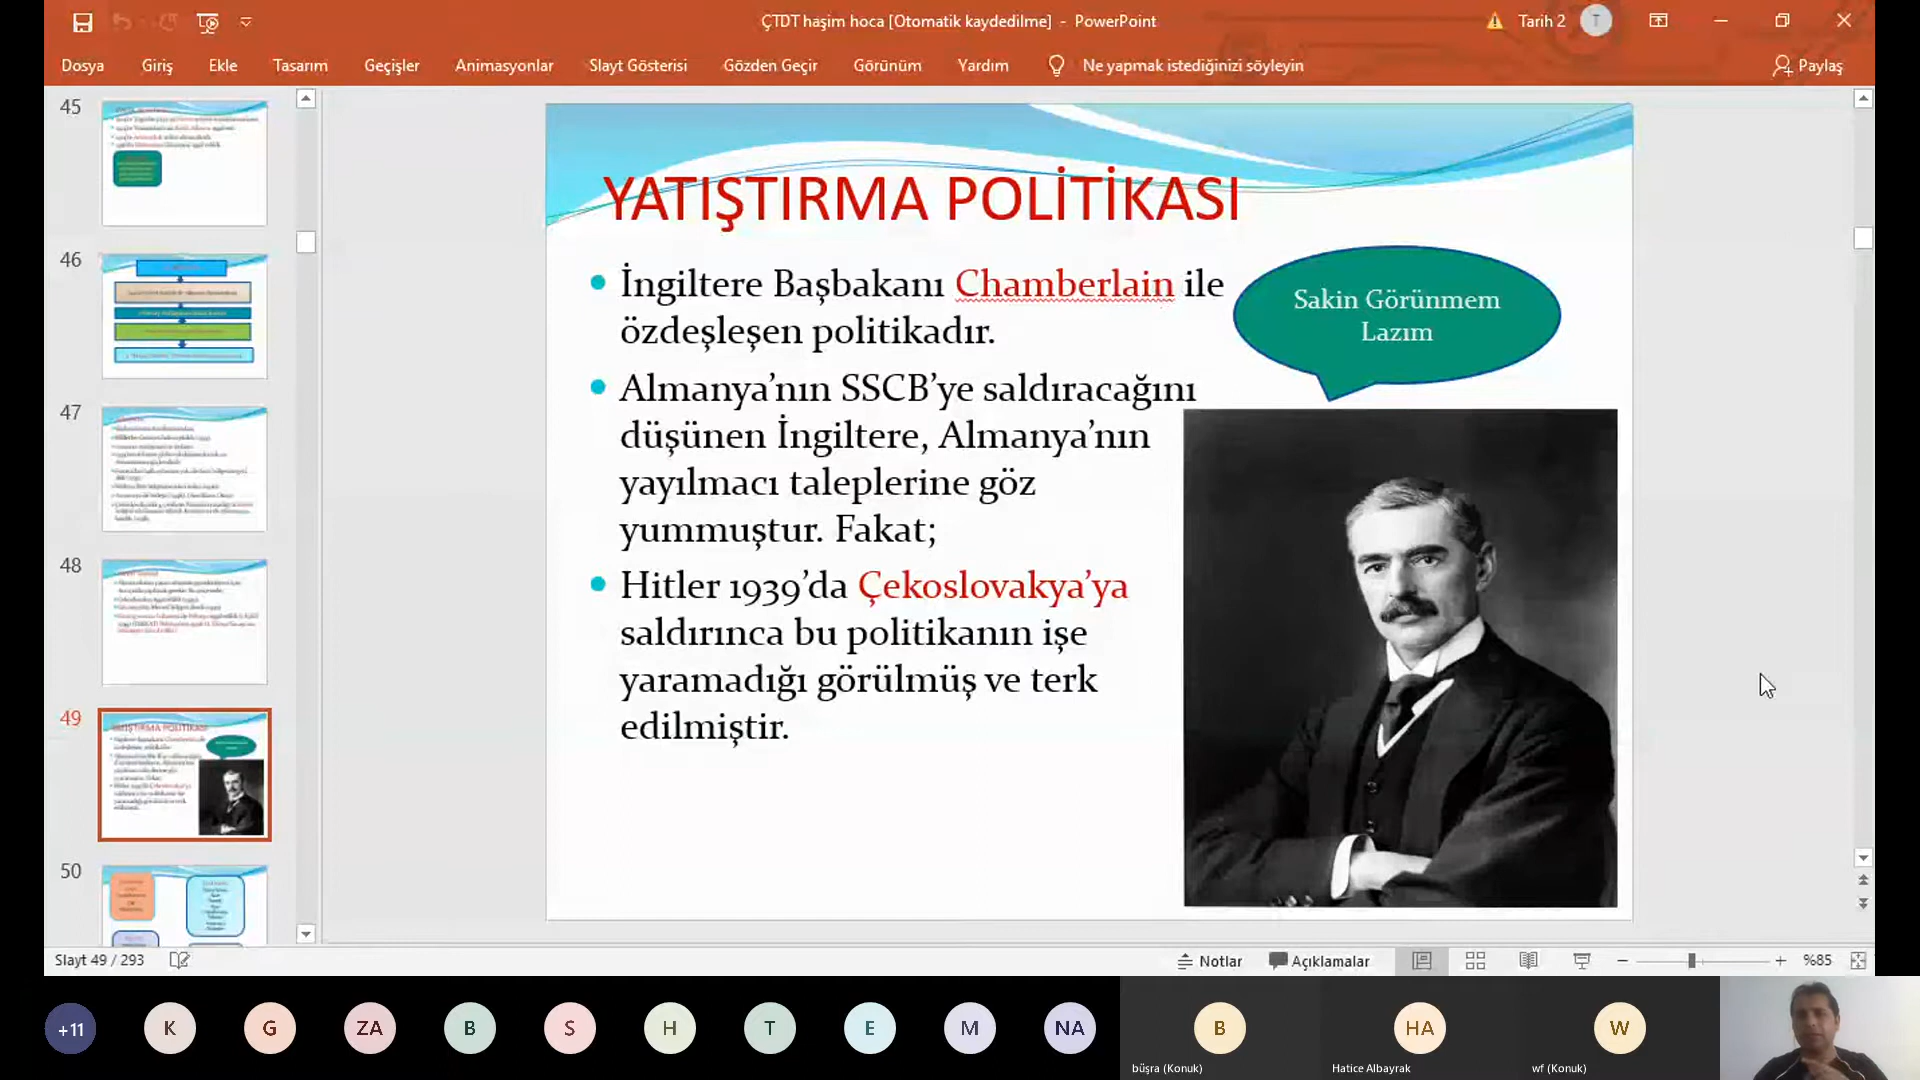 ÇTDT haşim hoca [Otomatik kaydedilme] - PowerPoint
Tarih 2
T
Dosya
Giriş
Ekle
Tasarım
Geçişler
Animasyonlar
Slayt Gösterisi
Gözden Geçir
Görünüm
Yardım
Ne yapmak istediğinizi söyleyin
Paylaş
45
46
47
48
49
50
YATIŞTIRMA POLİTİKASI
İngiltere Başbakanı Chamberlain ile
özdeşleşen politikadır.
Almanya’nın SSCB’ye saldıracağını
düşünen İngiltere, Almanya’nın
yayılmacı taleplerine göz
yummuştur. Fakat;
Hitler 1939’da Çekoslovakya’ya
saldırınca bu politikanın işe
yaramadığı görülmüş ve terk
edilmiştir.
Sakin Görünmem
Lazım
Slayt 49 / 293
Notlar
Açıklamalar
%85
+11
K
G
ZA
B
S
H
T
E
M
NA
B
HA
W
büşra (Konuk)
Hatice Albayrak
wf (Konuk)